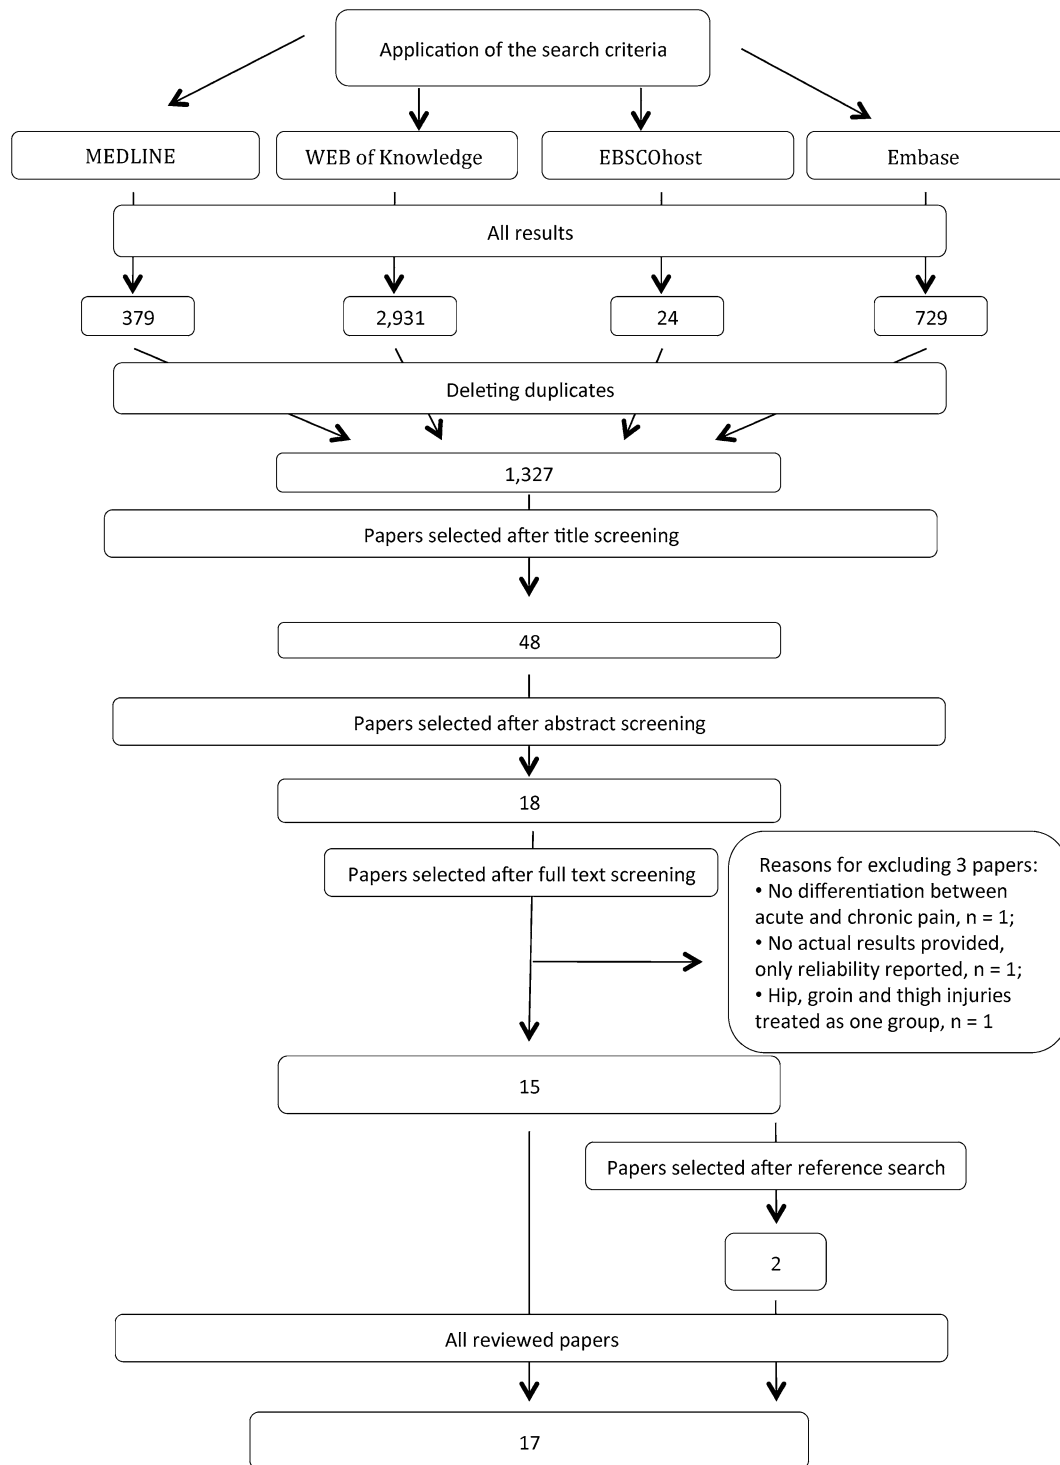 Application of the search criteria
MEDLINE
WEB of Knowledge
EBSCOhost
Embase
All results
379
2,931
24
729
Deleting duplicates
1,327
Papers selected after title screening
48
Papers selected after abstract screening
18
Papers selected after full text screening
Reasons for excluding 3 papers:
• No differentiation between
acute and chronic pain, n = 1;
• No actual results provided,
only reliability reported, n = 1;
• Hip, groin and thigh injuries
treated as one group, n = 1
15
Papers selected after reference search
2
All reviewed papers
17